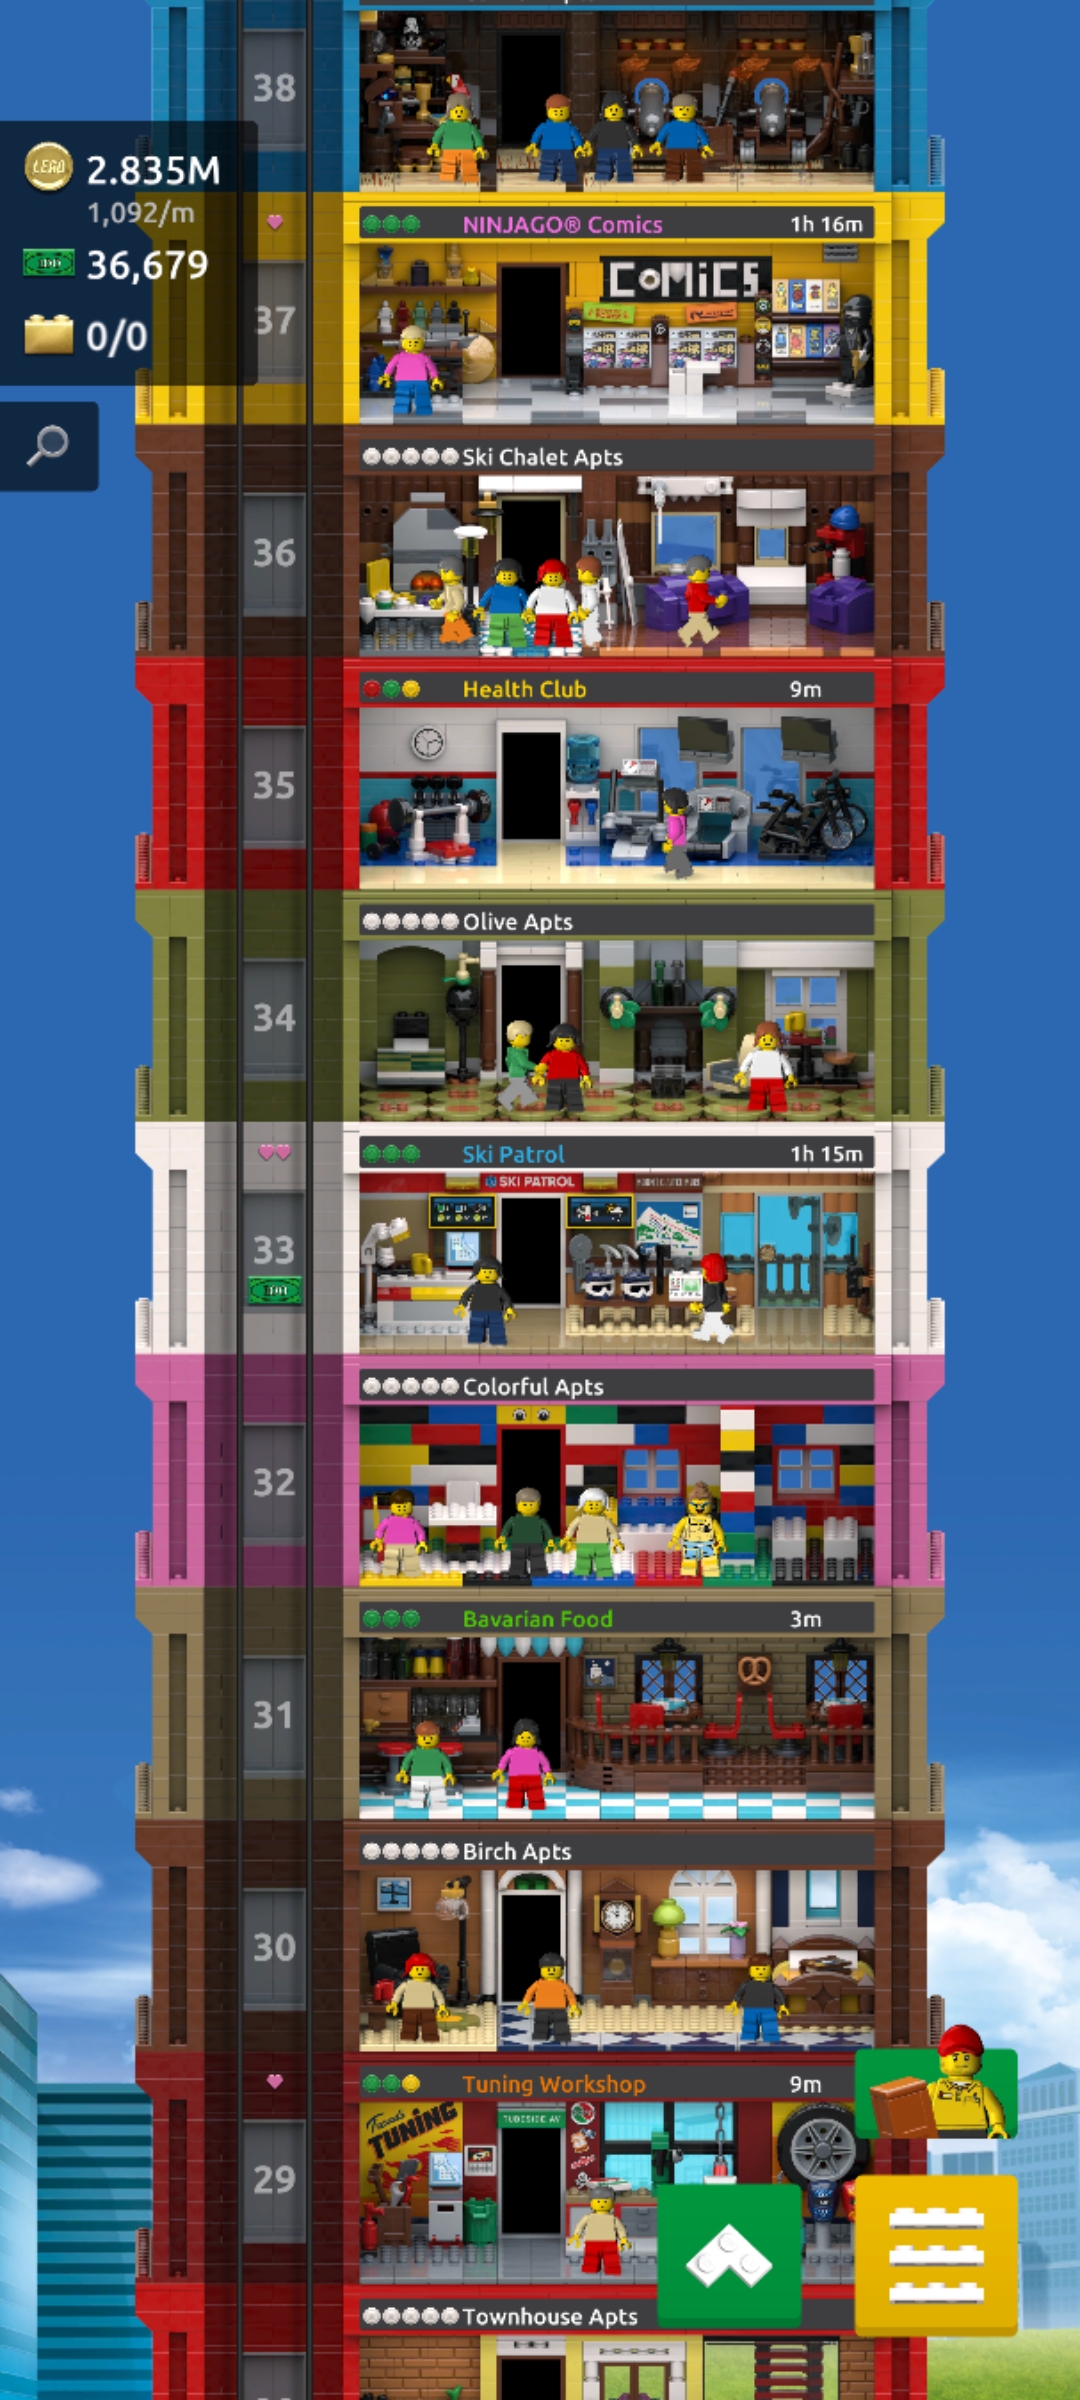 38
LEGO
2.835M
1,092/m
36,679
0/0
NINJAGO® Comics
1h 16m
COMiCS
37
Ski Chalet Apts
36
Health Club
9m
35
Olive Apts
34
Ski Patrol
1h 15m
SKI PATROL
33
Colorful Apts
32
Bavarian Food
3m
31
Birch Apts
30
Tuning Workshop
9m
TUNING
TUBESIDE AV
29
Townhouse Apts